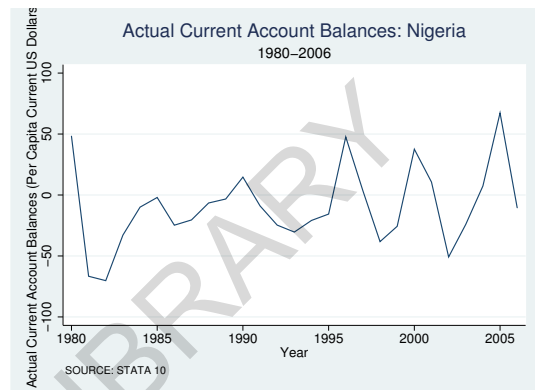 Actual Current Account Balances: Nigeria
1980−2006
Actual Current Account Balances (Per Capita Current US Dollars
100
50
0
−50
−100
1980
1985
1990
1995
2000
2005
Year
SOURCE: STATA 10
IBRARY